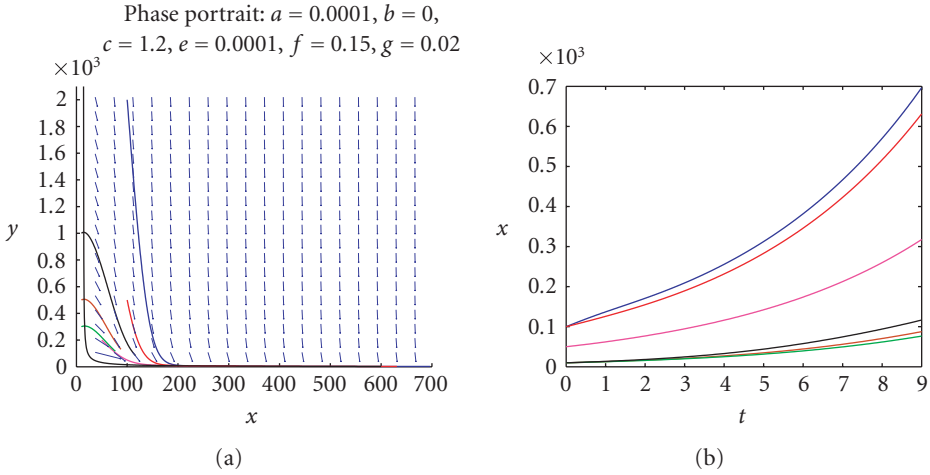 Phase portrait: a = 0.0001, b = 0,
c = 1.2, e = 0.0001, f = 0.15, g = 0.02
×10³
2
1.8
1.6
1.4
1.2
1
0.8
0.6
0.4
0.2
0
y
0 100 200 300 400 500 600 700
x
(a)
×10³
0.7
0.6
0.5
0.4
0.3
0.2
0.1
0
x
0 1 2 3 4 5 6 7 8 9
t
(b)